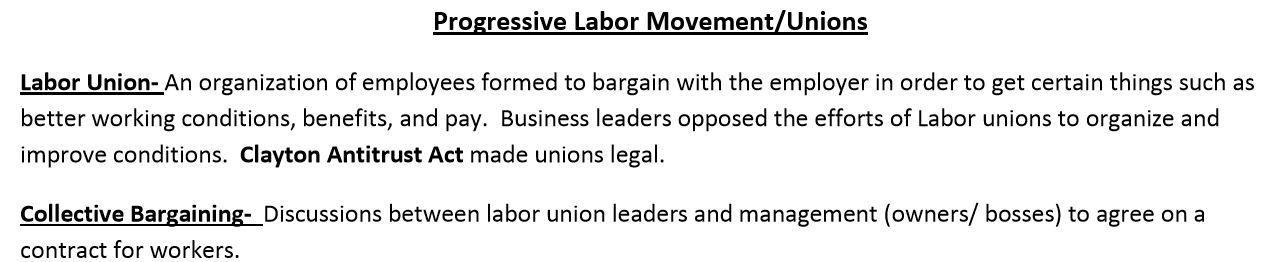 Progressive Labor Movement/Unions
Labor Union- An organization of employees formed to bargain with the employer in order to get certain things such as
better working conditions, benefits, and pay.  Business leaders opposed the efforts of Labor unions to organize and
improve conditions.  Clayton Antitrust Act made unions legal.
Collective Bargaining-  Discussions between labor union leaders and management (owners/ bosses) to agree on a
contract for workers.